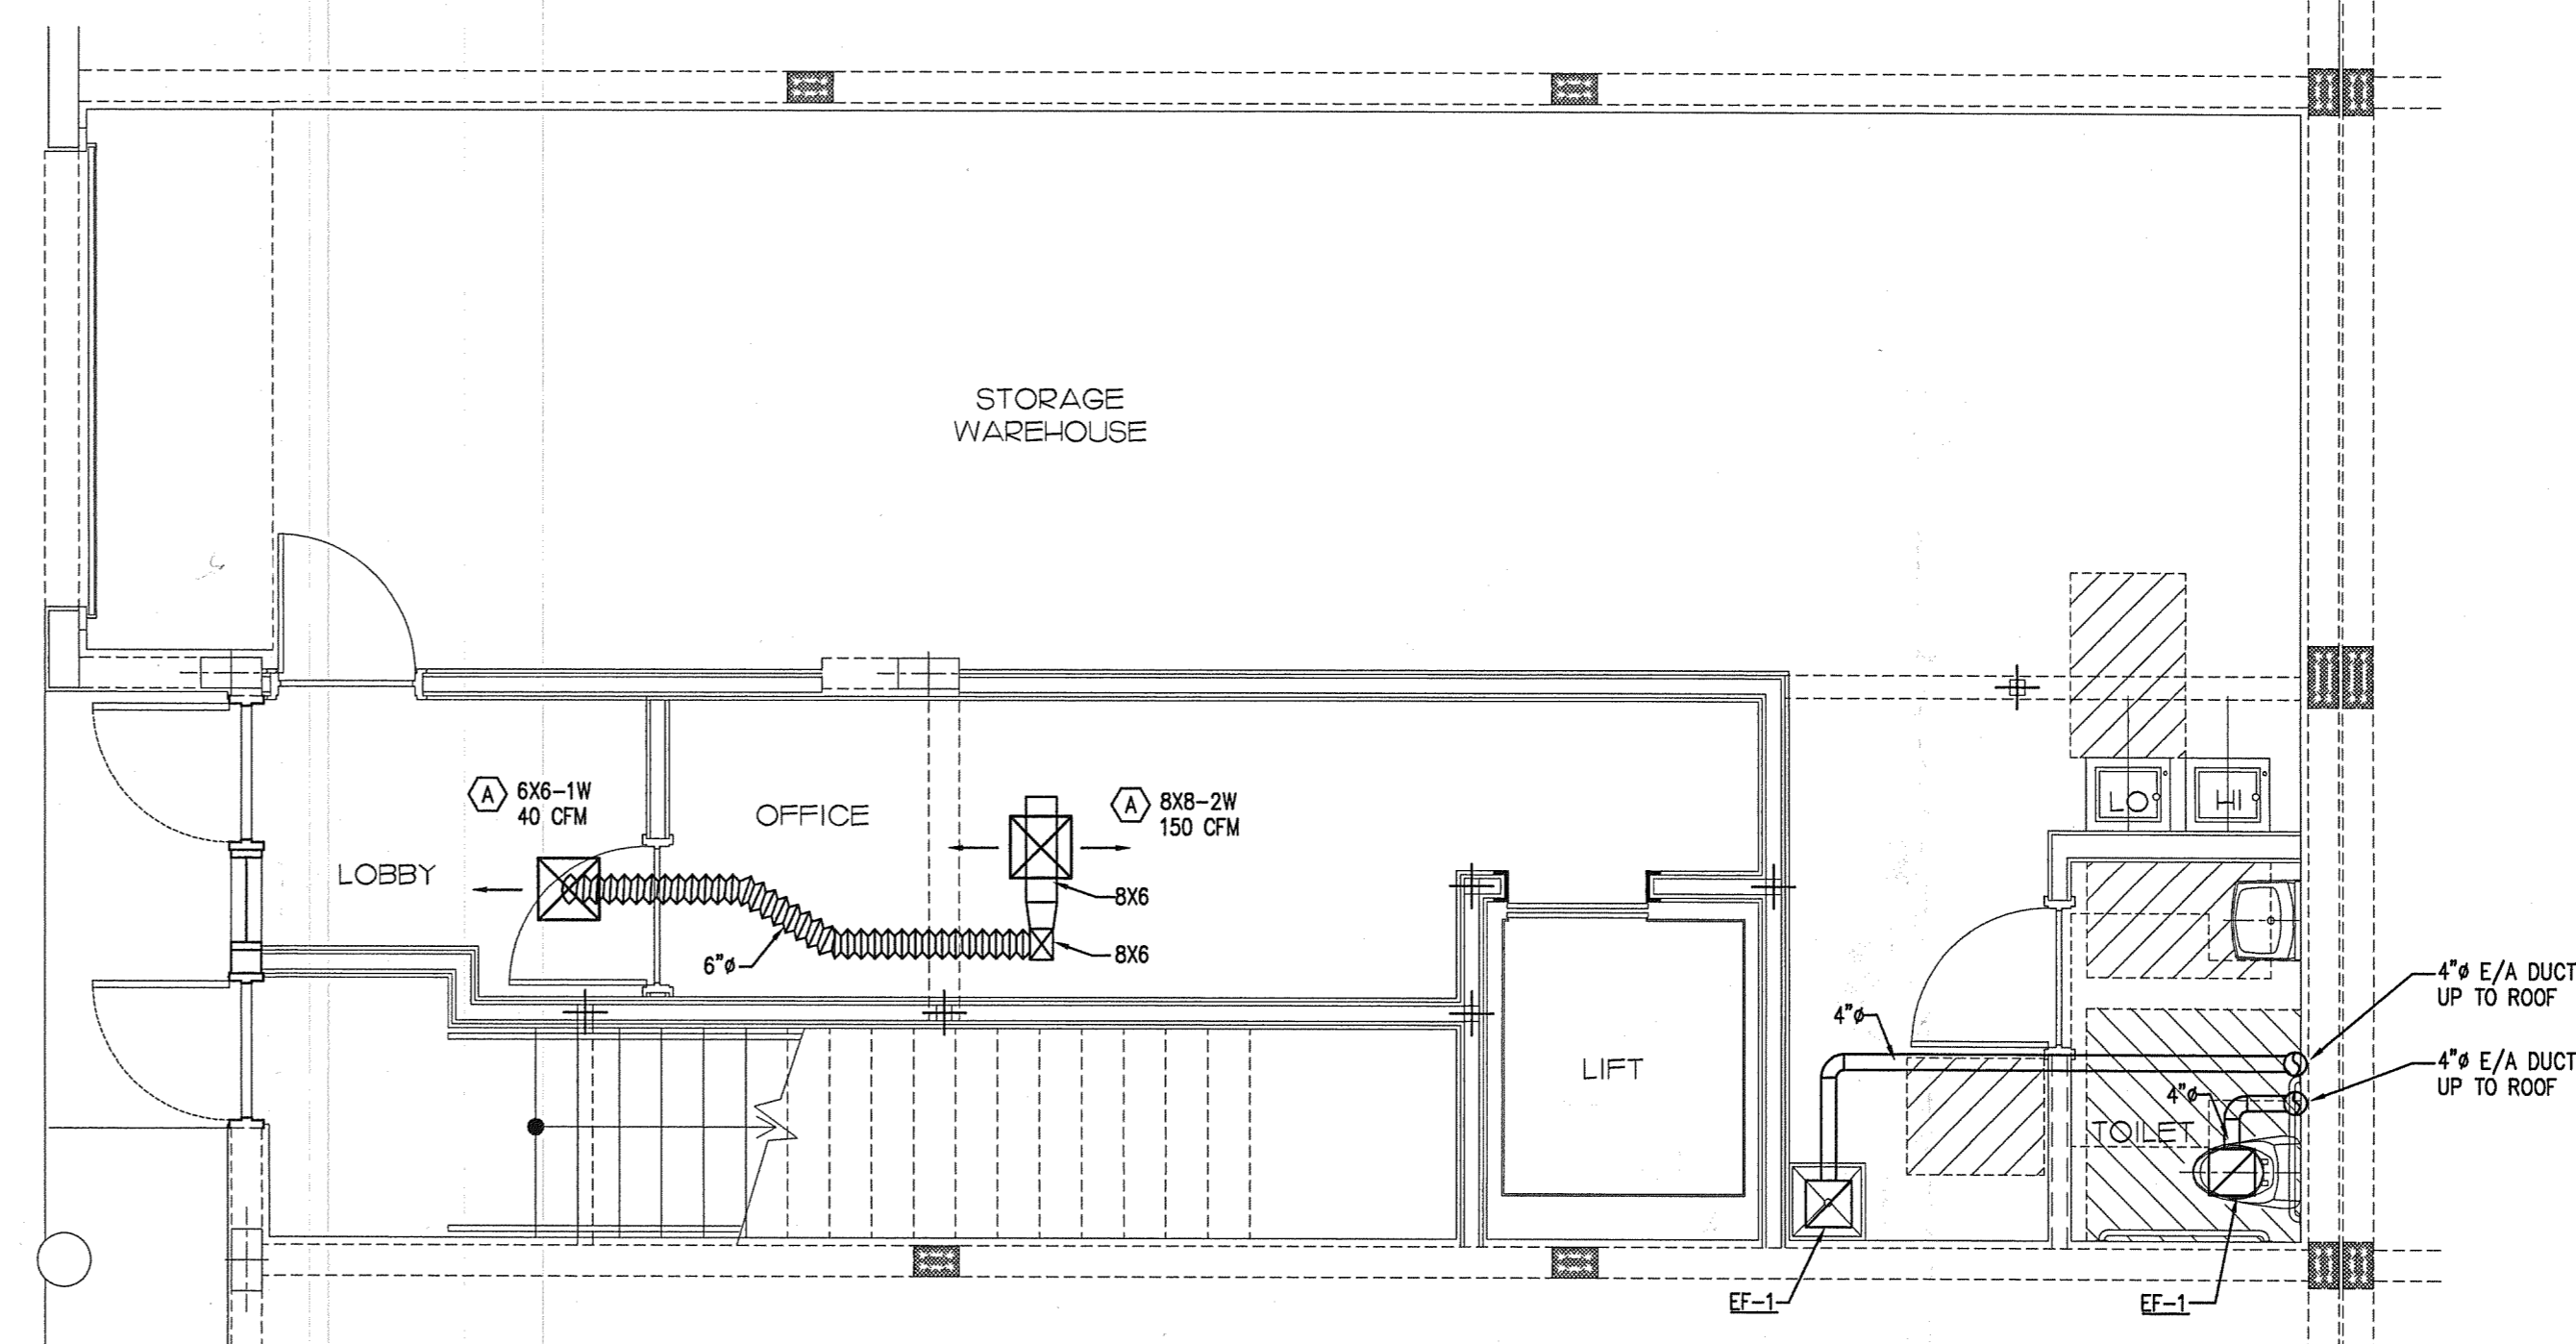 STORAGE
WAREHOUSE
A
6X6-1W
40 CFM
OFFICE
A
8X8-2W
150 CFM
LO
HI
LOBBY
8X6
8X6
6"ø
4"ø E/A DUCT
UP TO ROOF
4"ø
LIFT
4"ø E/A DUCT
UP TO ROOF
4"ø
TOILET
EF-1
EF-1